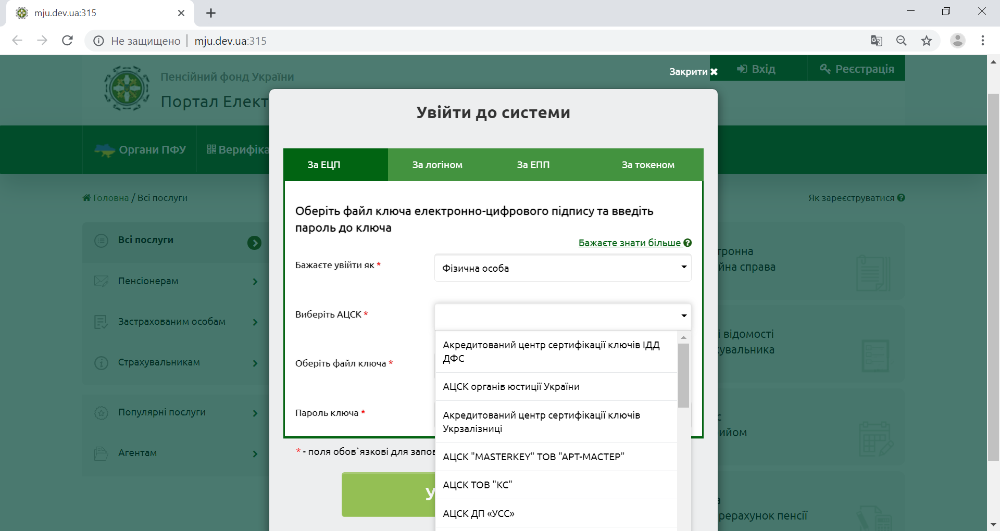 mju.dev.ua:315
Не защищено
mju.dev.ua:315
Пенсійний фонд України
Портал Елект
Закрити
Вхід
Реєстрація
Органи ПФУ
Верифіка
Головна / Всі послуги
Як зареєструватися
Всі послуги
Пенсіонерам
Застрахованим особам
Страхувальникам
Популярні послуги
Агентам
Увійти до системи
За ЕЦП
За логіном
За ЕПП
За токеном
Оберіть файл ключа електронно-цифрового підпису та введіть
пароль до ключа
Бажаєте знати більше
Бажаєте увійти як *
Фізична особа
Виберіть АЦСК *
Оберіть файл ключа *
Пароль ключа *
Акредитований центр сертифікації ключів ІДД
ДФС
АЦСК органів юстиції України
Акредитований центр сертифікації ключів
Укрзалізниці
АЦСК "MASTERKEY" ТОВ "АРТ-МАСТЕР"
АЦСК ТОВ "КС"
АЦСК ДП «УСС»
* - поля обов`язкові для запов
У
тронна
йна справа
і відомості
кувальника
с
рийом
а
ррерахунок пенсії